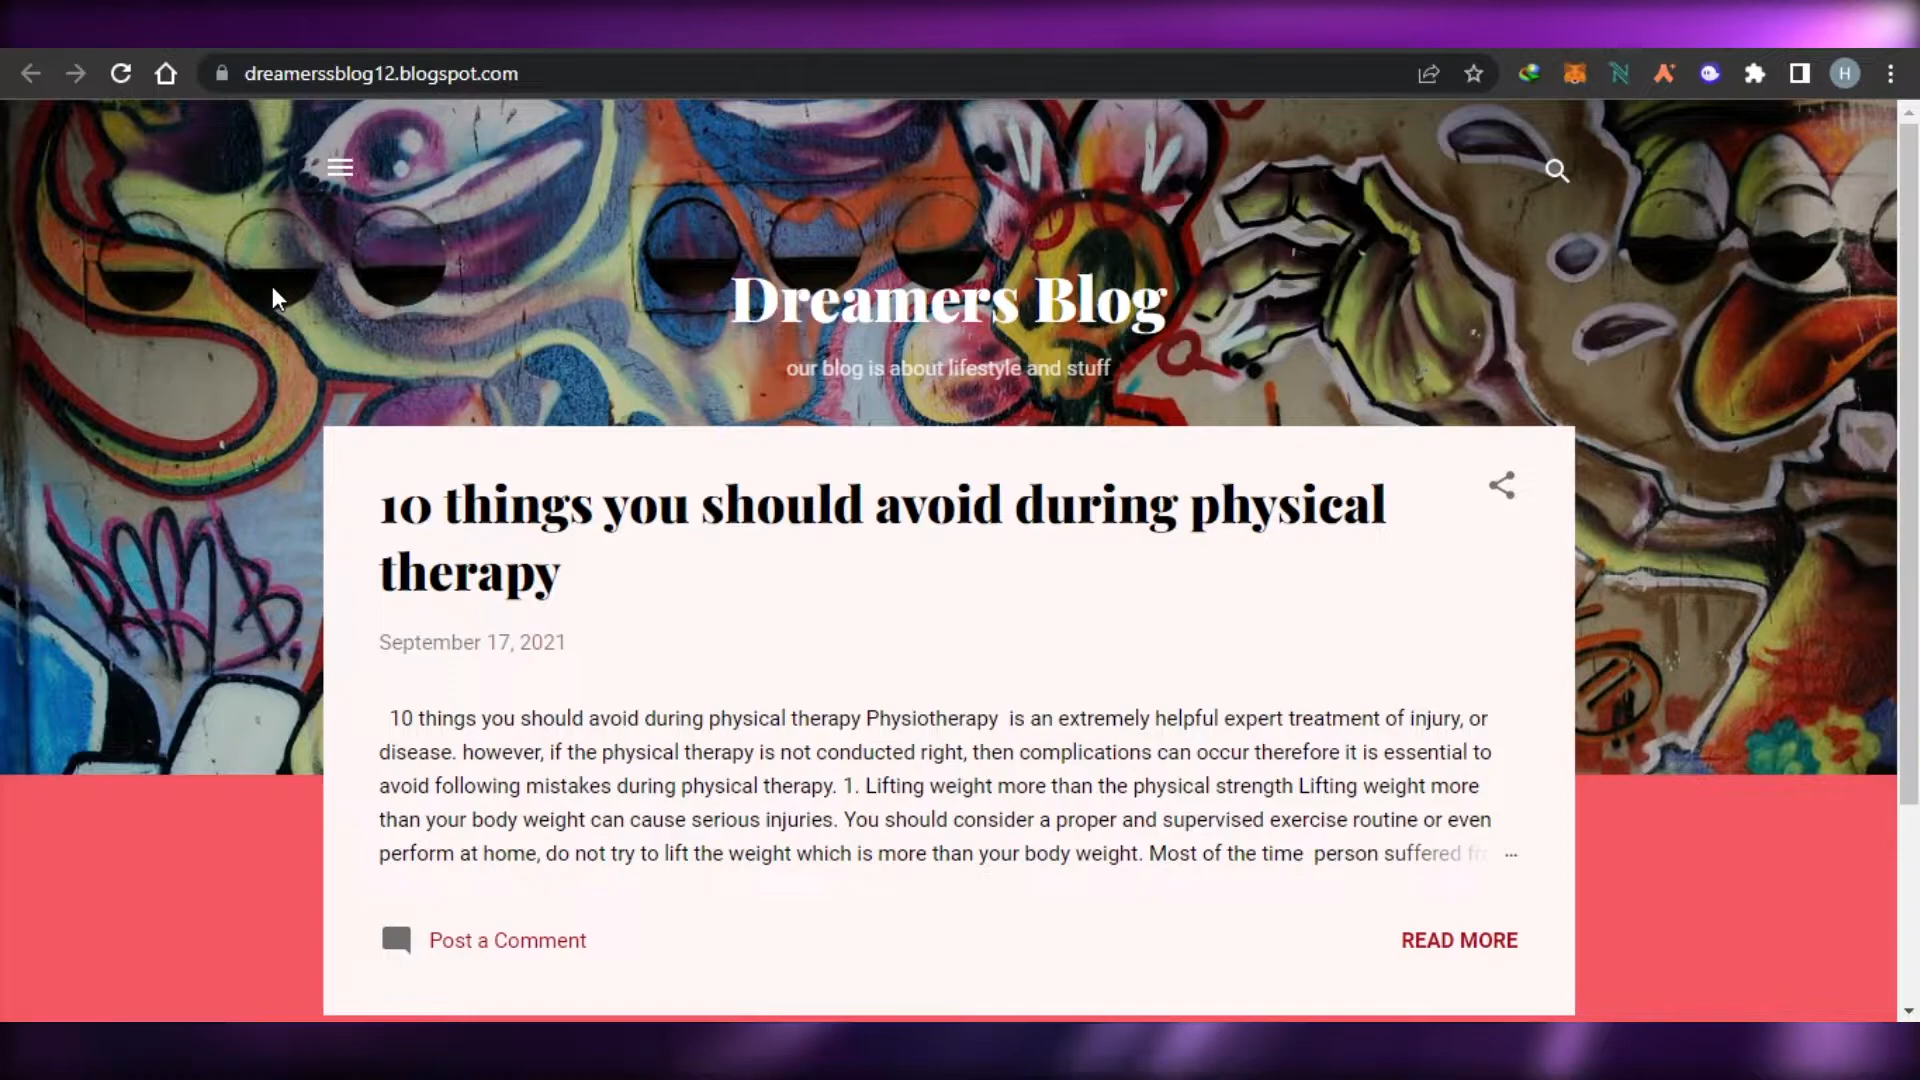 dreamerssblog12.blogspot.com
H
Dreamers Blog
our blog is about lifestyle and stuff
10 things you should avoid during physical
therapy
September 17, 2021
10 things you should avoid during physical therapy Physiotherapy  is an extremely helpful expert treatment of injury, or
disease. however, if the physical therapy is not conducted right, then complications can occur therefore it is essential to
avoid following mistakes during physical therapy. 1. Lifting weight more than the physical strength Lifting weight more
than your body weight can cause serious injuries. You should consider a proper and supervised exercise routine or even
perform at home, do not try to lift the weight which is more than your body weight. Most of the time  person suffered ...
Post a Comment
READ MORE